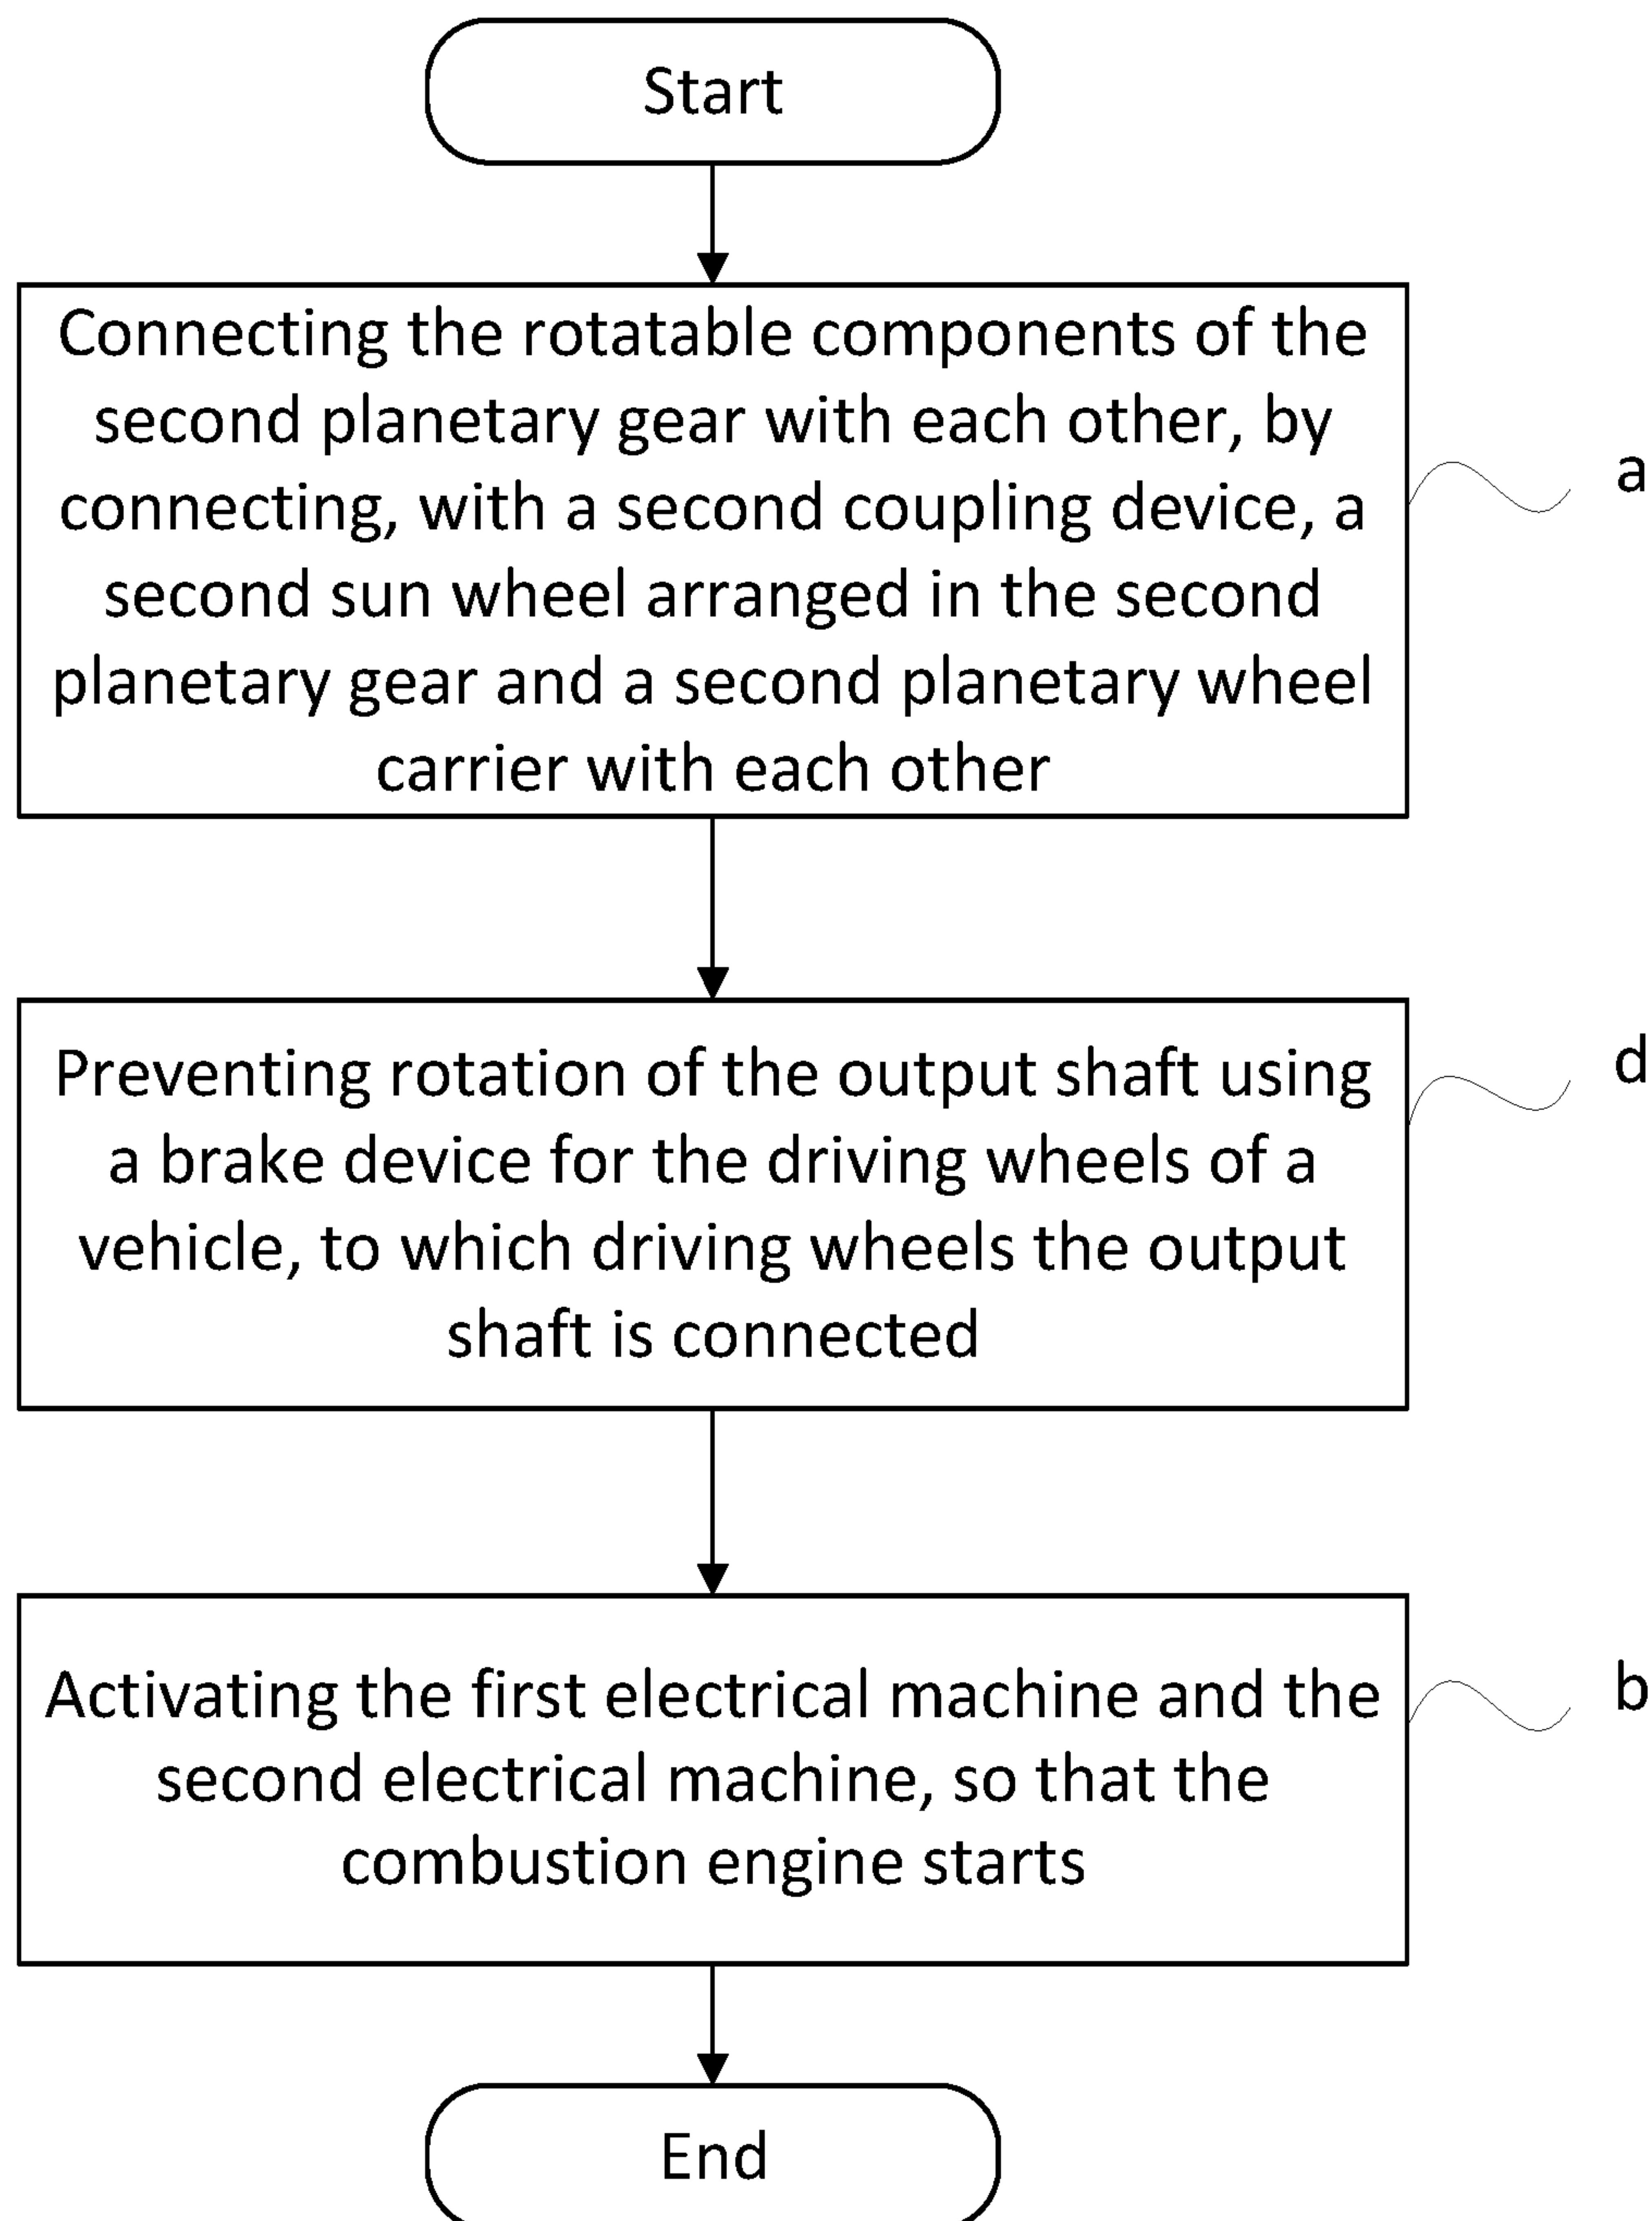 Start
Connecting the rotatable components of the
second planetary gear with each other, by
connecting, with a second coupling device, a
second sun wheel arranged in the second
planetary gear and a second planetary wheel
carrier with each other
a
Preventing rotation of the output shaft using
a brake device for the driving wheels of a
vehicle, to which driving wheels the output
shaft is connected
d
Activating the first electrical machine and the
second electrical machine, so that the
combustion engine starts
b
End